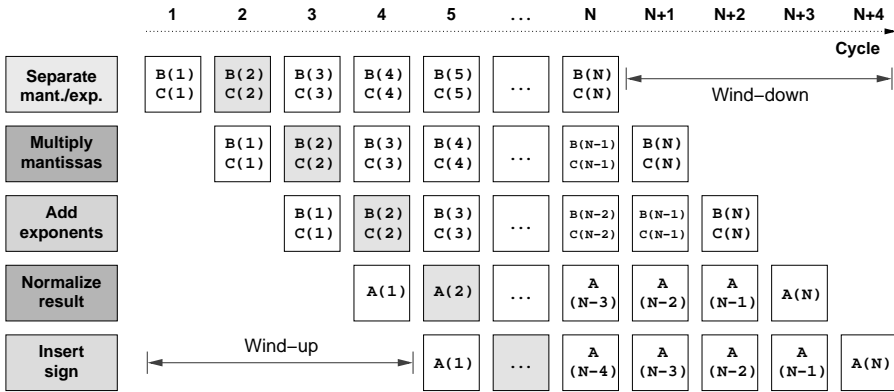 1 2 3 4 5 ... N N+1 N+2 N+3 N+4
Cycle
Separate mant./exp.
B(1) C(1)
B(2) C(2)
B(3) C(3)
B(4) C(4)
B(5) C(5)
...
B(N) C(N)
Wind-down
Multiply mantissas
B(1) C(1)
B(2) C(2)
B(3) C(3)
B(4) C(4)
...
B(N-1) C(N-1)
B(N) C(N)
Add exponents
B(1) C(1)
B(2) C(2)
B(3) C(3)
...
B(N-2) C(N-2)
B(N-1) C(N-1)
B(N) C(N)
Normalize result
A(1)
A(2)
...
A (N-3)
A (N-2)
A (N-1)
A(N)
Insert sign
Wind-up
A(1)
...
A (N-4)
A (N-3)
A (N-2)
A (N-1)
A(N)